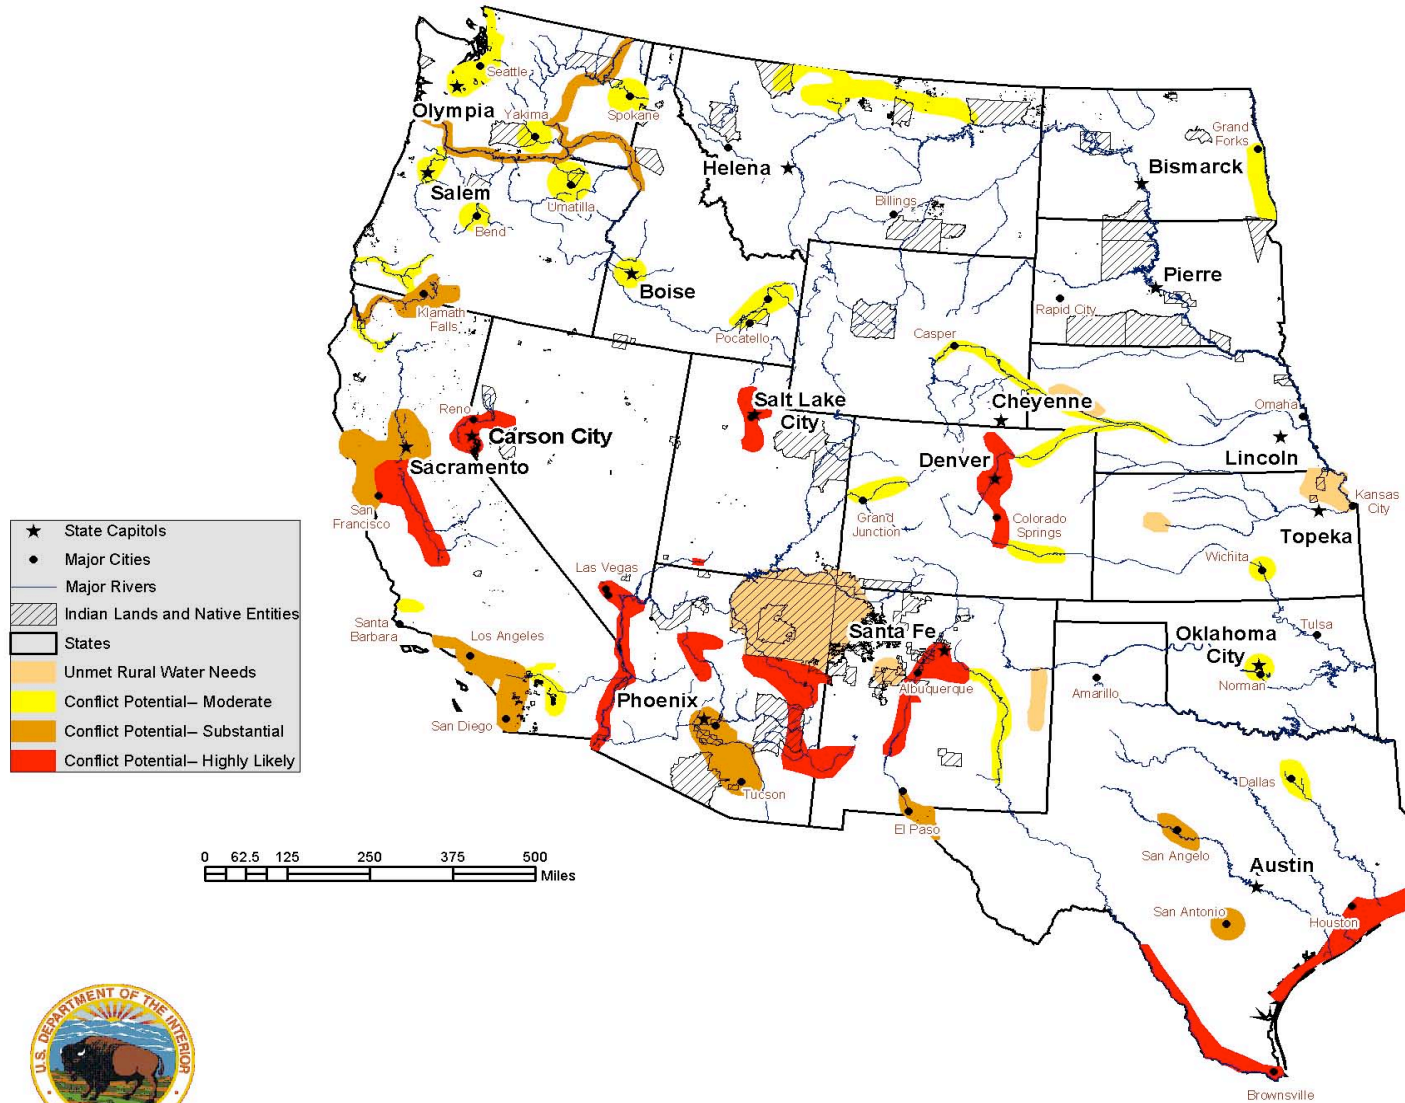 Seattle
Olympia
Yakima
Spokane
Salem
Umatilla
Bend
Helena
Billings
Grand
Forks
Bismarck
Boise
Pocatello
Klamath
Falls
Pierre
Rapid City
Casper
Cheyenne
Omaha
Lincoln
Reno
Carson City
Sacramento
San
Francisco
Salt Lake
City
Denver
Grand
Junction
Colorado
Springs
Kansas
City
Topeka
Wichita
Las Vegas
Santa
Barbara
Los Angeles
San Diego
Phoenix
Tucson
Santa Fe
Albuquerque
Amarillo
Oklahoma
City
Tulsa
Norman
El Paso
Dallas
San Angelo
Austin
San Antonio
Houston
Brownsville
State Capitols
Major Cities
Major Rivers
Indian Lands and Native Entities
States
Unmet Rural Water Needs
Conflict Potential– Moderate
Conflict Potential– Substantial
Conflict Potential– Highly Likely
0 62.5 125 250 375 500
Miles
U.S. DEPARTMENT OF THE INTERIOR